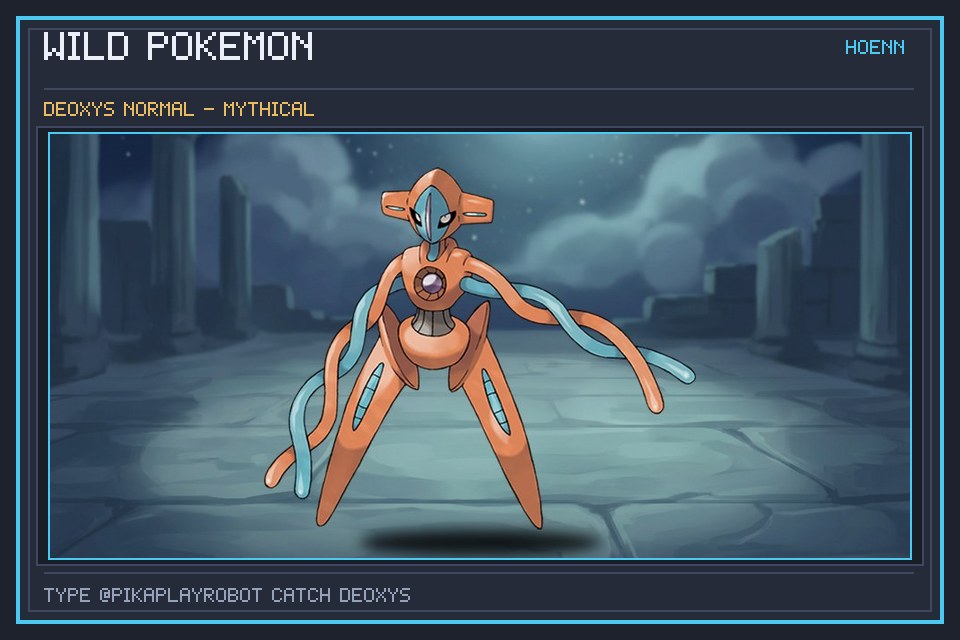 WILD POKEMON
HOENN
DEOXYS NORMAL - MYTHICAL
TYPE @PIKAPLAYROBOT CATCH DEOXYS